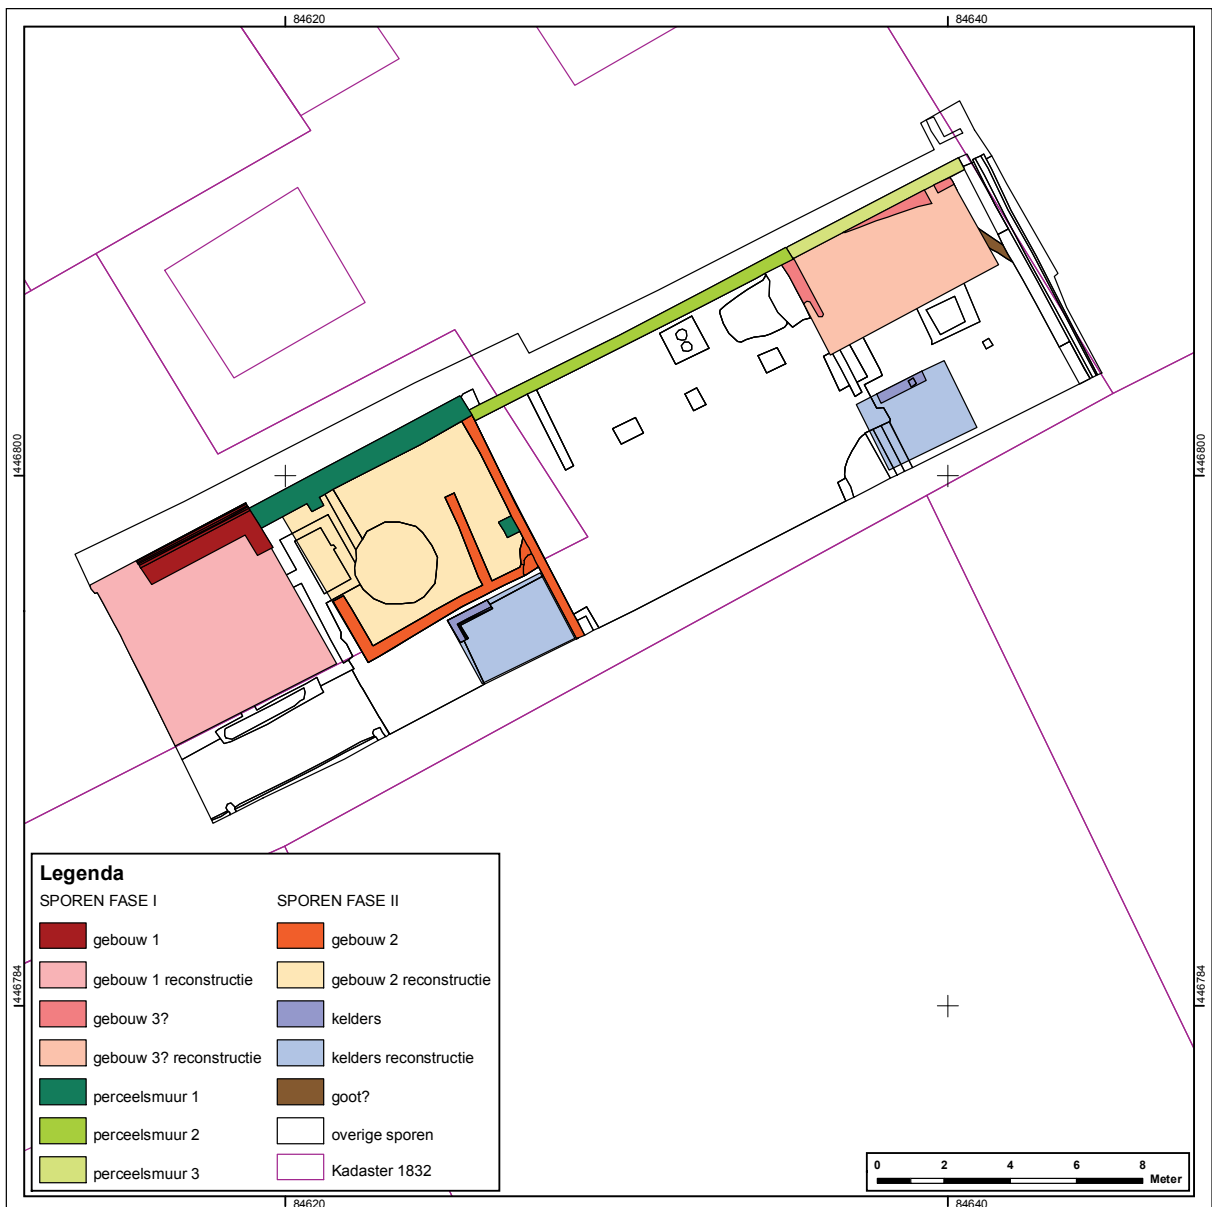 84620
84640
446800
446800
446784
446784
Legenda
SPOREN FASE I
gebouw 1
gebouw 1 reconstructie
gebouw 3?
gebouw 3? reconstructie
perceelsmuur 1
perceelsmuur 2
perceelsmuur 3
SPOREN FASE II
gebouw 2
gebouw 2 reconstructie
kelders
kelders reconstructie
goot?
overige sporen
Kadaster 1832
0 2 4 6 8
Meter
84620
84640